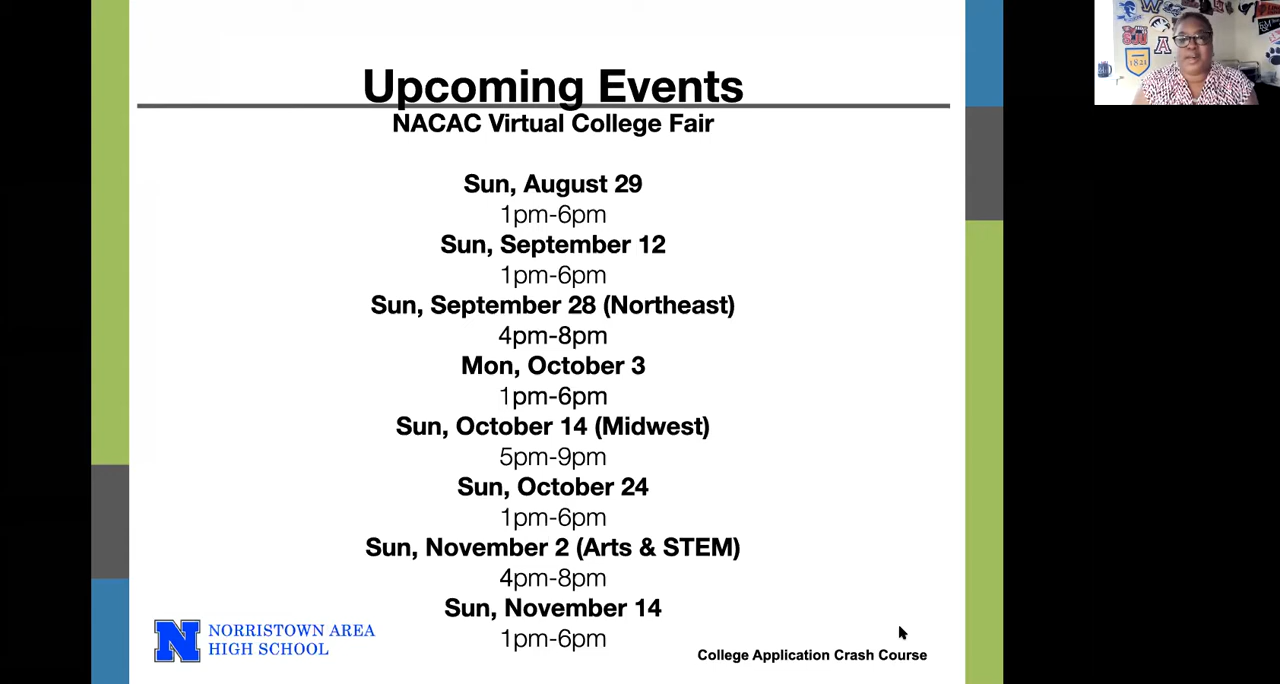 Upcoming Events
NACAC Virtual College Fair
Sun, August 29
1pm-6pm
Sun, September 12
1pm-6pm
Sun, September 28 (Northeast)
4pm-8pm
Mon, October 3
1pm-6pm
Sun, October 14 (Midwest)
5pm-9pm
Sun, October 24
1pm-6pm
Sun, November 2 (Arts & STEM)
4pm-8pm
Sun, November 14
1pm-6pm
N NORRISTOWN AREA
HIGH SCHOOL
College Application Crash Course
W
A
1821